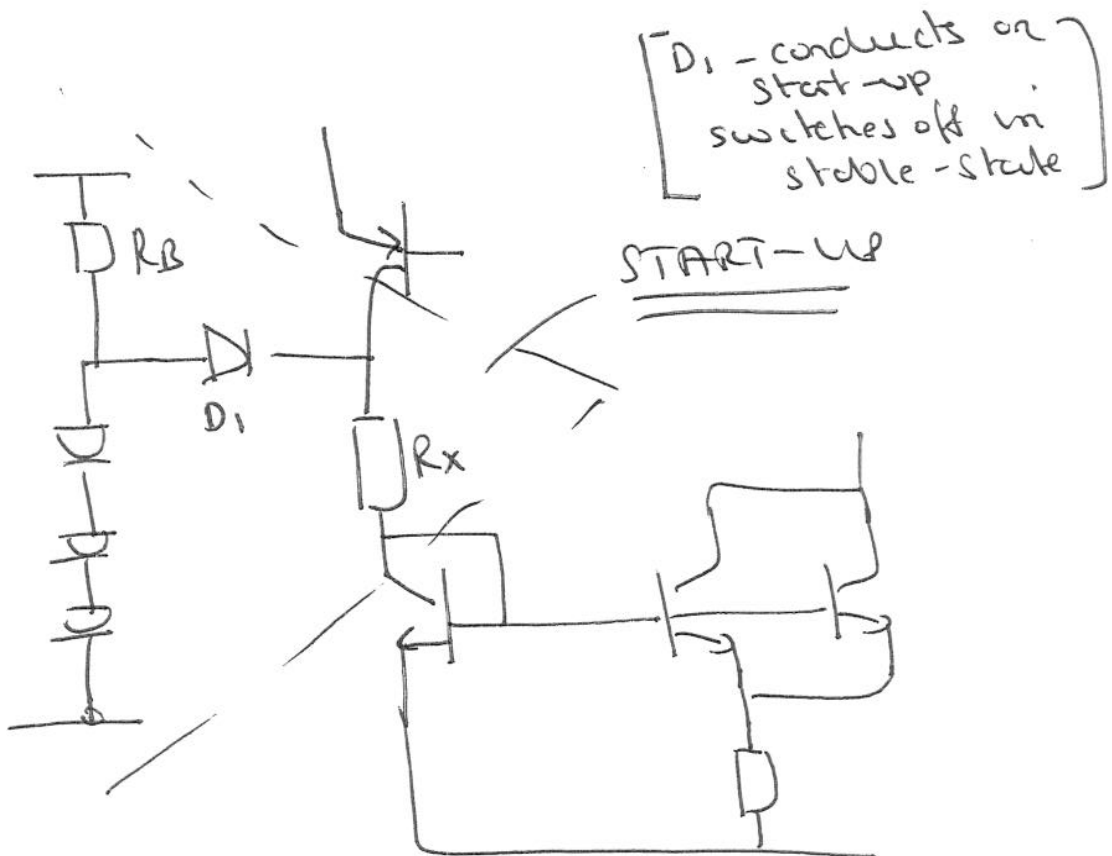 D1 - conducts on
start-up
switches off in
stable-state
START-UP
RB
D1
Rx